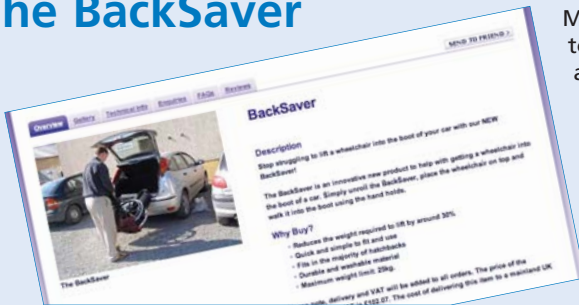 he BackSaver
M
te
a
SEND TO FRIEND >
Overview Gallery Technical Info Enquiries FAQs Reviews
BackSaver
Description
Stop struggling to lift a wheelchair into the boot of your car with our NEW
BackSaver!
The BackSaver is an innovative new product to help with getting a wheelchair into
the boot of a car. Simply unroll the BackSaver, place the wheelchair on top and
walk it into the boot using the hand holds.
Why Buy?
- Reduces the weight required to lift by around 30%
- Quick and simple to fit and use
- Fits in the majority of hatchbacks
- Durable and washable material
- Maximum weight limit: 25kg.
The BackSaver
note, delivery and VAT will be added to all orders. The price of the
is £102.07. The cost of delivering this item to a mainland UK